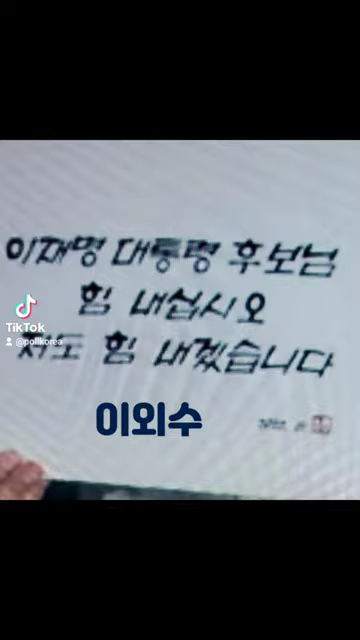 이재명 대통령 후보님
힘 내십시오
저도 힘 내겠습니다
이외수
TikTok
@pollkorea